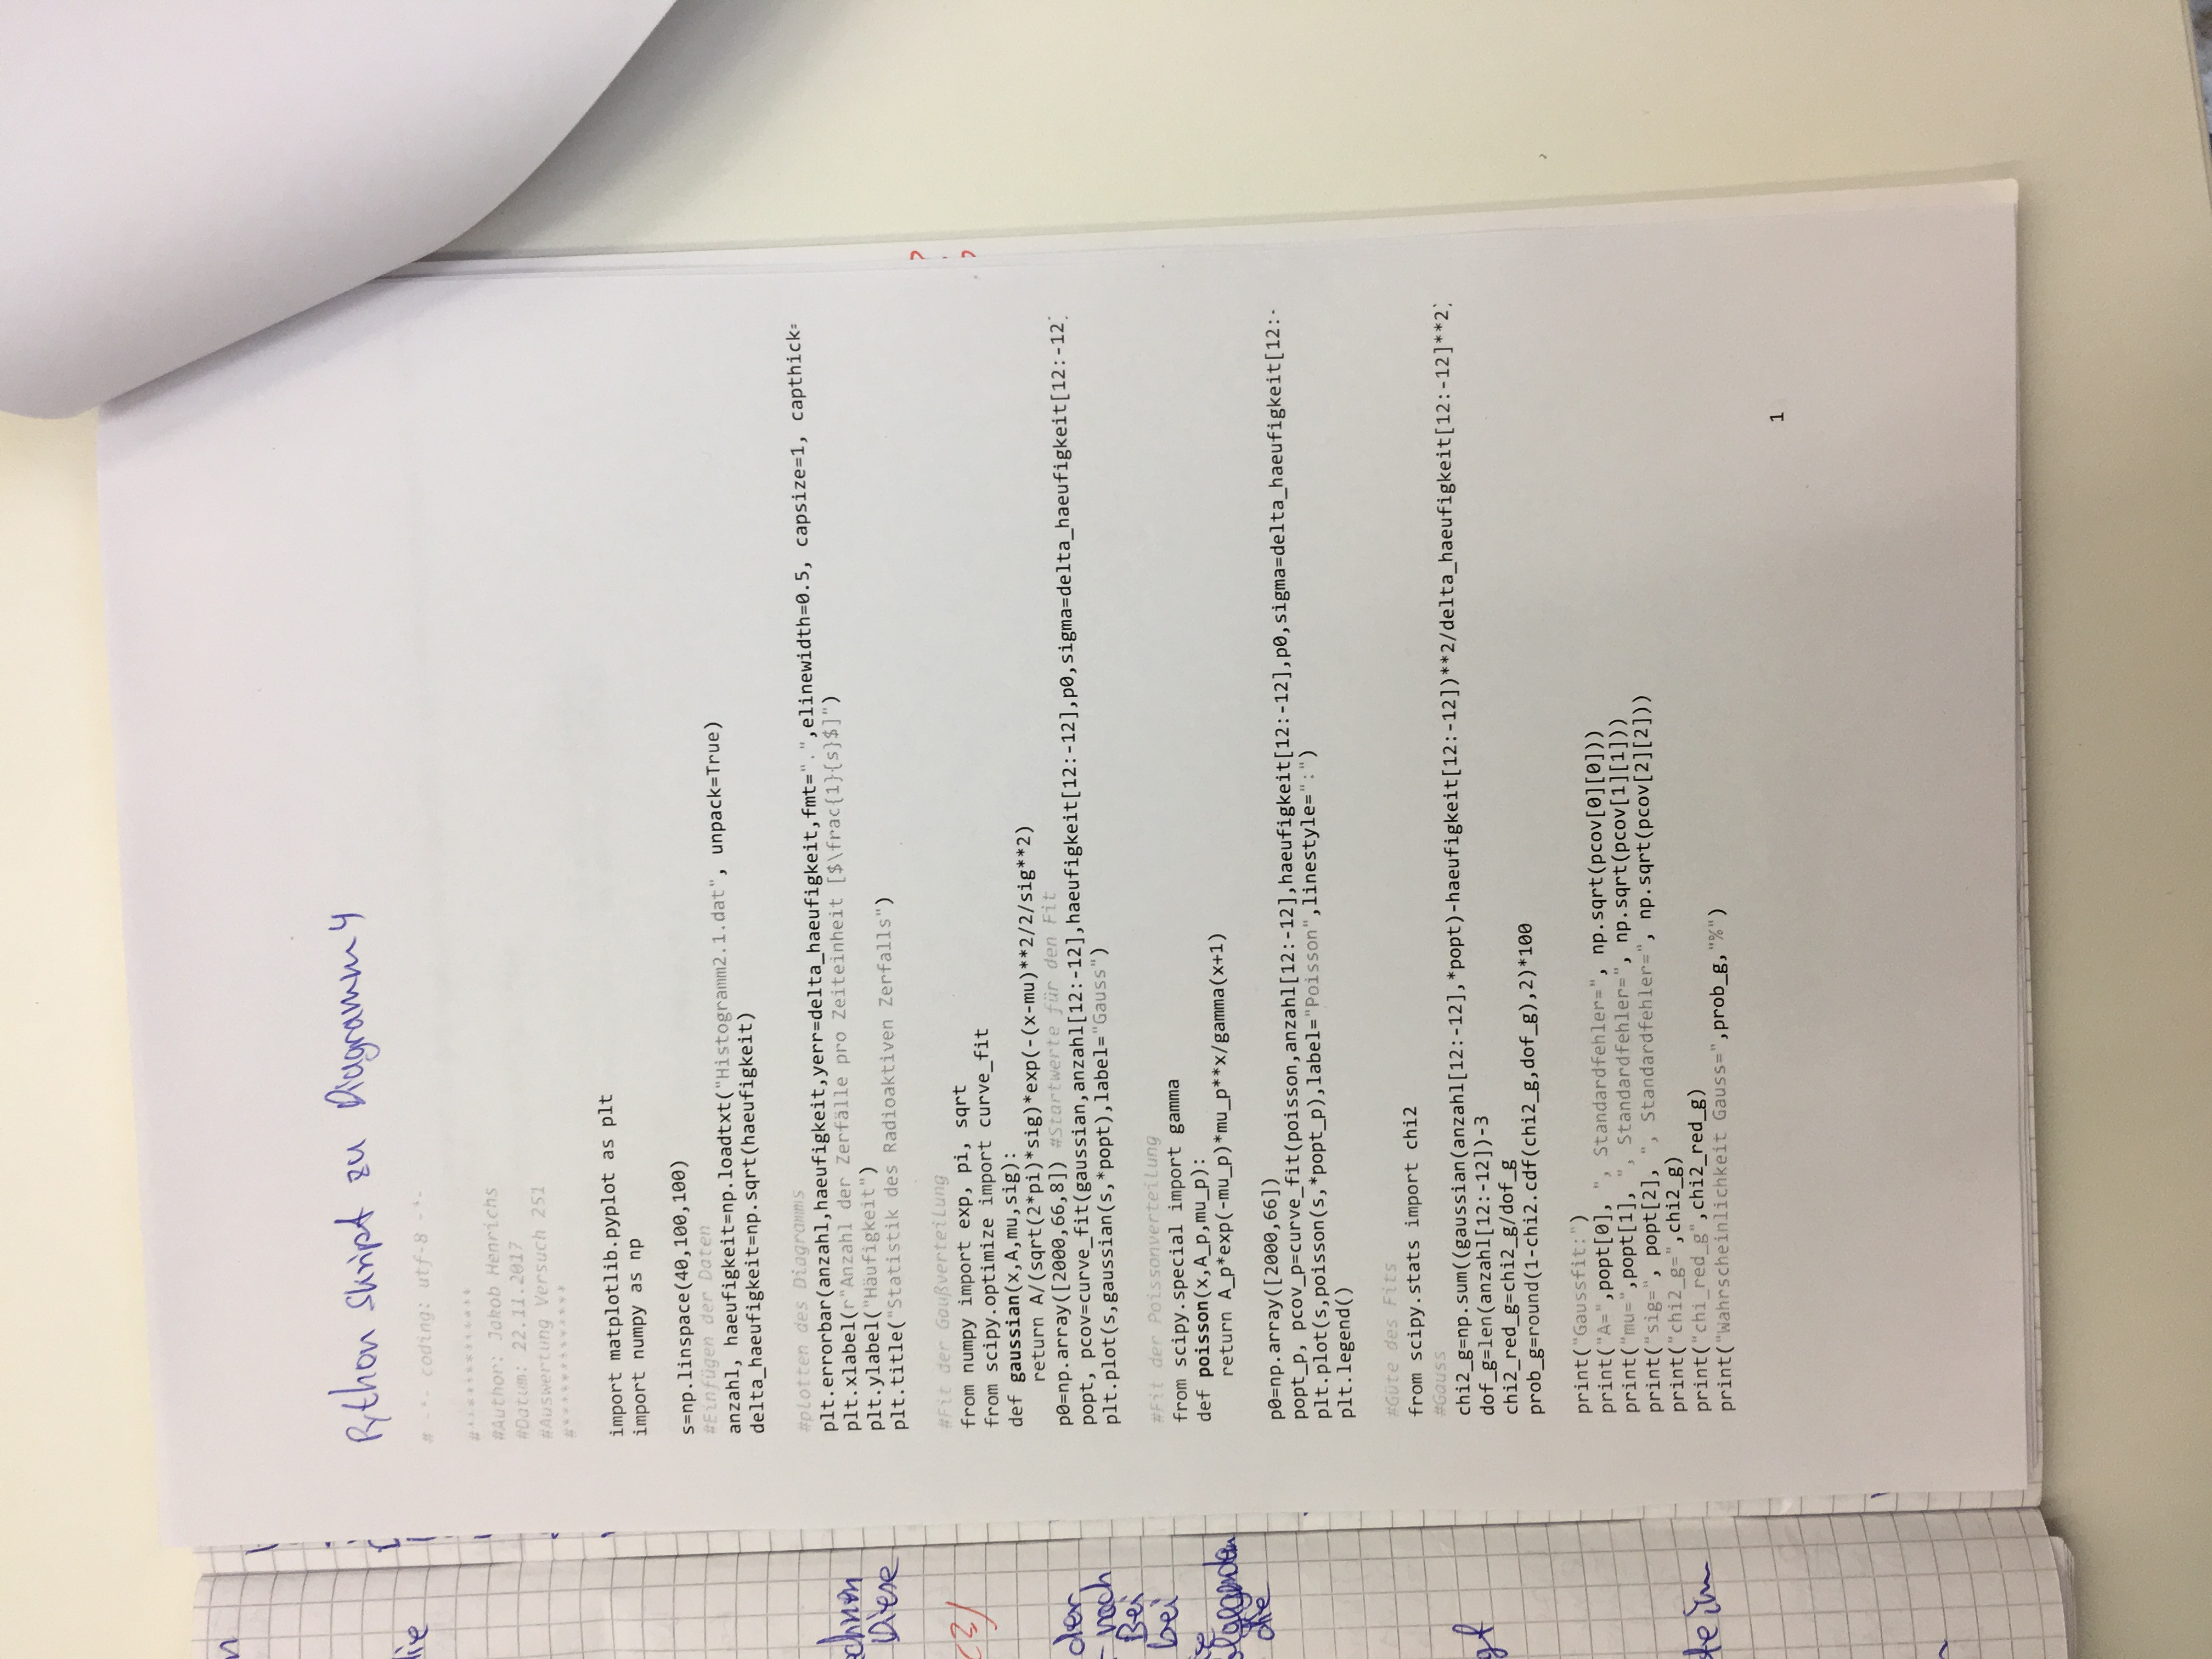 Python Skript zu Diagramm 4
# -*- coding: utf-8 -*-
#*************
#Author: Jakob Henrichs
#Datum: 22.11.2017
#Auswertung Versuch 251
#*************
import matplotlib.pyplot as plt
import numpy as np
s=np.linspace(40,100,100)
#Einfügen der Daten
anzahl, haeufigkeit=np.loadtxt("Histogramm2.1.dat", unpack=True)
delta_haeufigkeit=np.sqrt(haeufigkeit)
#plotten des Diagramms
plt.errorbar(anzahl,haeufigkeit,yerr=delta_haeufigkeit,fmt=".",elinewidth=0.5, capsize=1, capthick=
plt.xlabel(r"Anzahl der Zerfälle pro Zeiteinheit [$\frac{1}{s}$]")
plt.ylabel("Häufigkeit")
plt.title("Statistik des Radioaktiven Zerfalls")
#Fit der Gaußverteilung
from numpy import exp, pi, sqrt
from scipy.optimize import curve_fit
def gaussian(x,A,mu,sig):
    return A/(sqrt(2*pi)*sig)*exp(-(x-mu)**2/2/sig**2)
p0=np.array([2000,66,8]) #Startwerte für den Fit
popt, pcov=curve_fit(gaussian,anzahl[12:-12],haeufigkeit[12:-12],p0,sigma=delta_haeufigkeit[12:-12]
plt.plot(s,gaussian(s,*popt),label="Gauss")
#Fit der Poissonverteilung
from scipy.special import gamma
def poisson(x,A_p,mu_p):
    return A_p*exp(-mu_p)*mu_p**x/gamma(x+1)
p0=np.array([2000,66])
popt_p, pcov_p=curve_fit(poisson,anzahl[12:-12],haeufigkeit[12:-12],p0,sigma=delta_haeufigkeit[12:-
plt.plot(s,poisson(s,*popt_p),label="Poisson",linestyle=":")
plt.legend()
#Güte des Fits
from scipy.stats import chi2
#Gauss
chi2_g=np.sum((gaussian(anzahl[12:-12],*popt)-haeufigkeit[12:-12])**2/delta_haeufigkeit[12:-12]**2)
dof_g=len(anzahl[12:-12])-3
chi2_red_g=chi2_g/dof_g
prob_g=round(1-chi2.cdf(chi2_g,dof_g),2)*100
print("Gaussfit:")
print("A=",popt[0], ", Standardfehler=", np.sqrt(pcov[0][0]))
print("mu=",popt[1], ", Standardfehler=", np.sqrt(pcov[1][1]))
print("sig=", popt[2], ", Standardfehler=", np.sqrt(pcov[2][2]))
print("chi2_g=",chi2_g)
print("chi_red_g",chi2_red_g)
print("Wahrscheinlichkeit Gauss=",prob_g,"%")
1
die
Diese
(3)
der
noch
Bei
bei
die